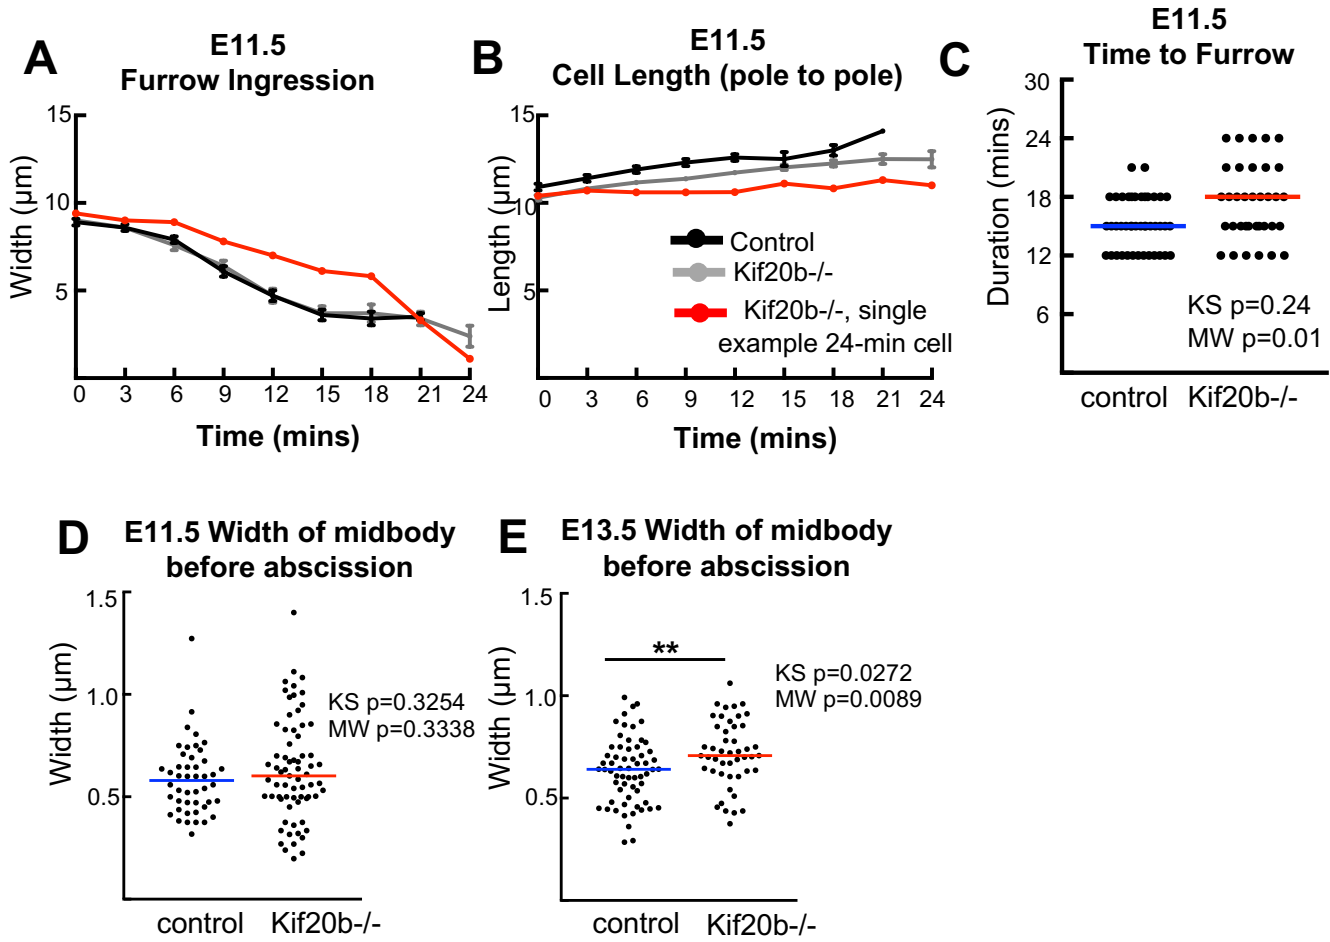 A
E11.5
Furrow Ingression
15
10
5
Width (μm)
0 3 6 9 12 15 18 21 24
Time (mins)
B
E11.5
Cell Length (pole to pole)
15
10
5
Length (μm)
Control
Kif20b-/-
Kif20b-/-, single
example 24-min cell
0 3 6 9 12 15 18 21 24
Time (mins)
C
E11.5
Time to Furrow
30
24
18
12
6
Duration (mins)
KS p=0.24
MW p=0.01
control Kif20b-/-
D
E11.5 Width of midbody
before abscission
1.5
1.0
0.5
Width (μm)
KS p=0.3254
MW p=0.3338
control Kif20b-/-
E
E13.5 Width of midbody
before abscission
1.5
1.0
0.5
Width (μm)
**
KS p=0.0272
MW p=0.0089
control Kif20b-/-